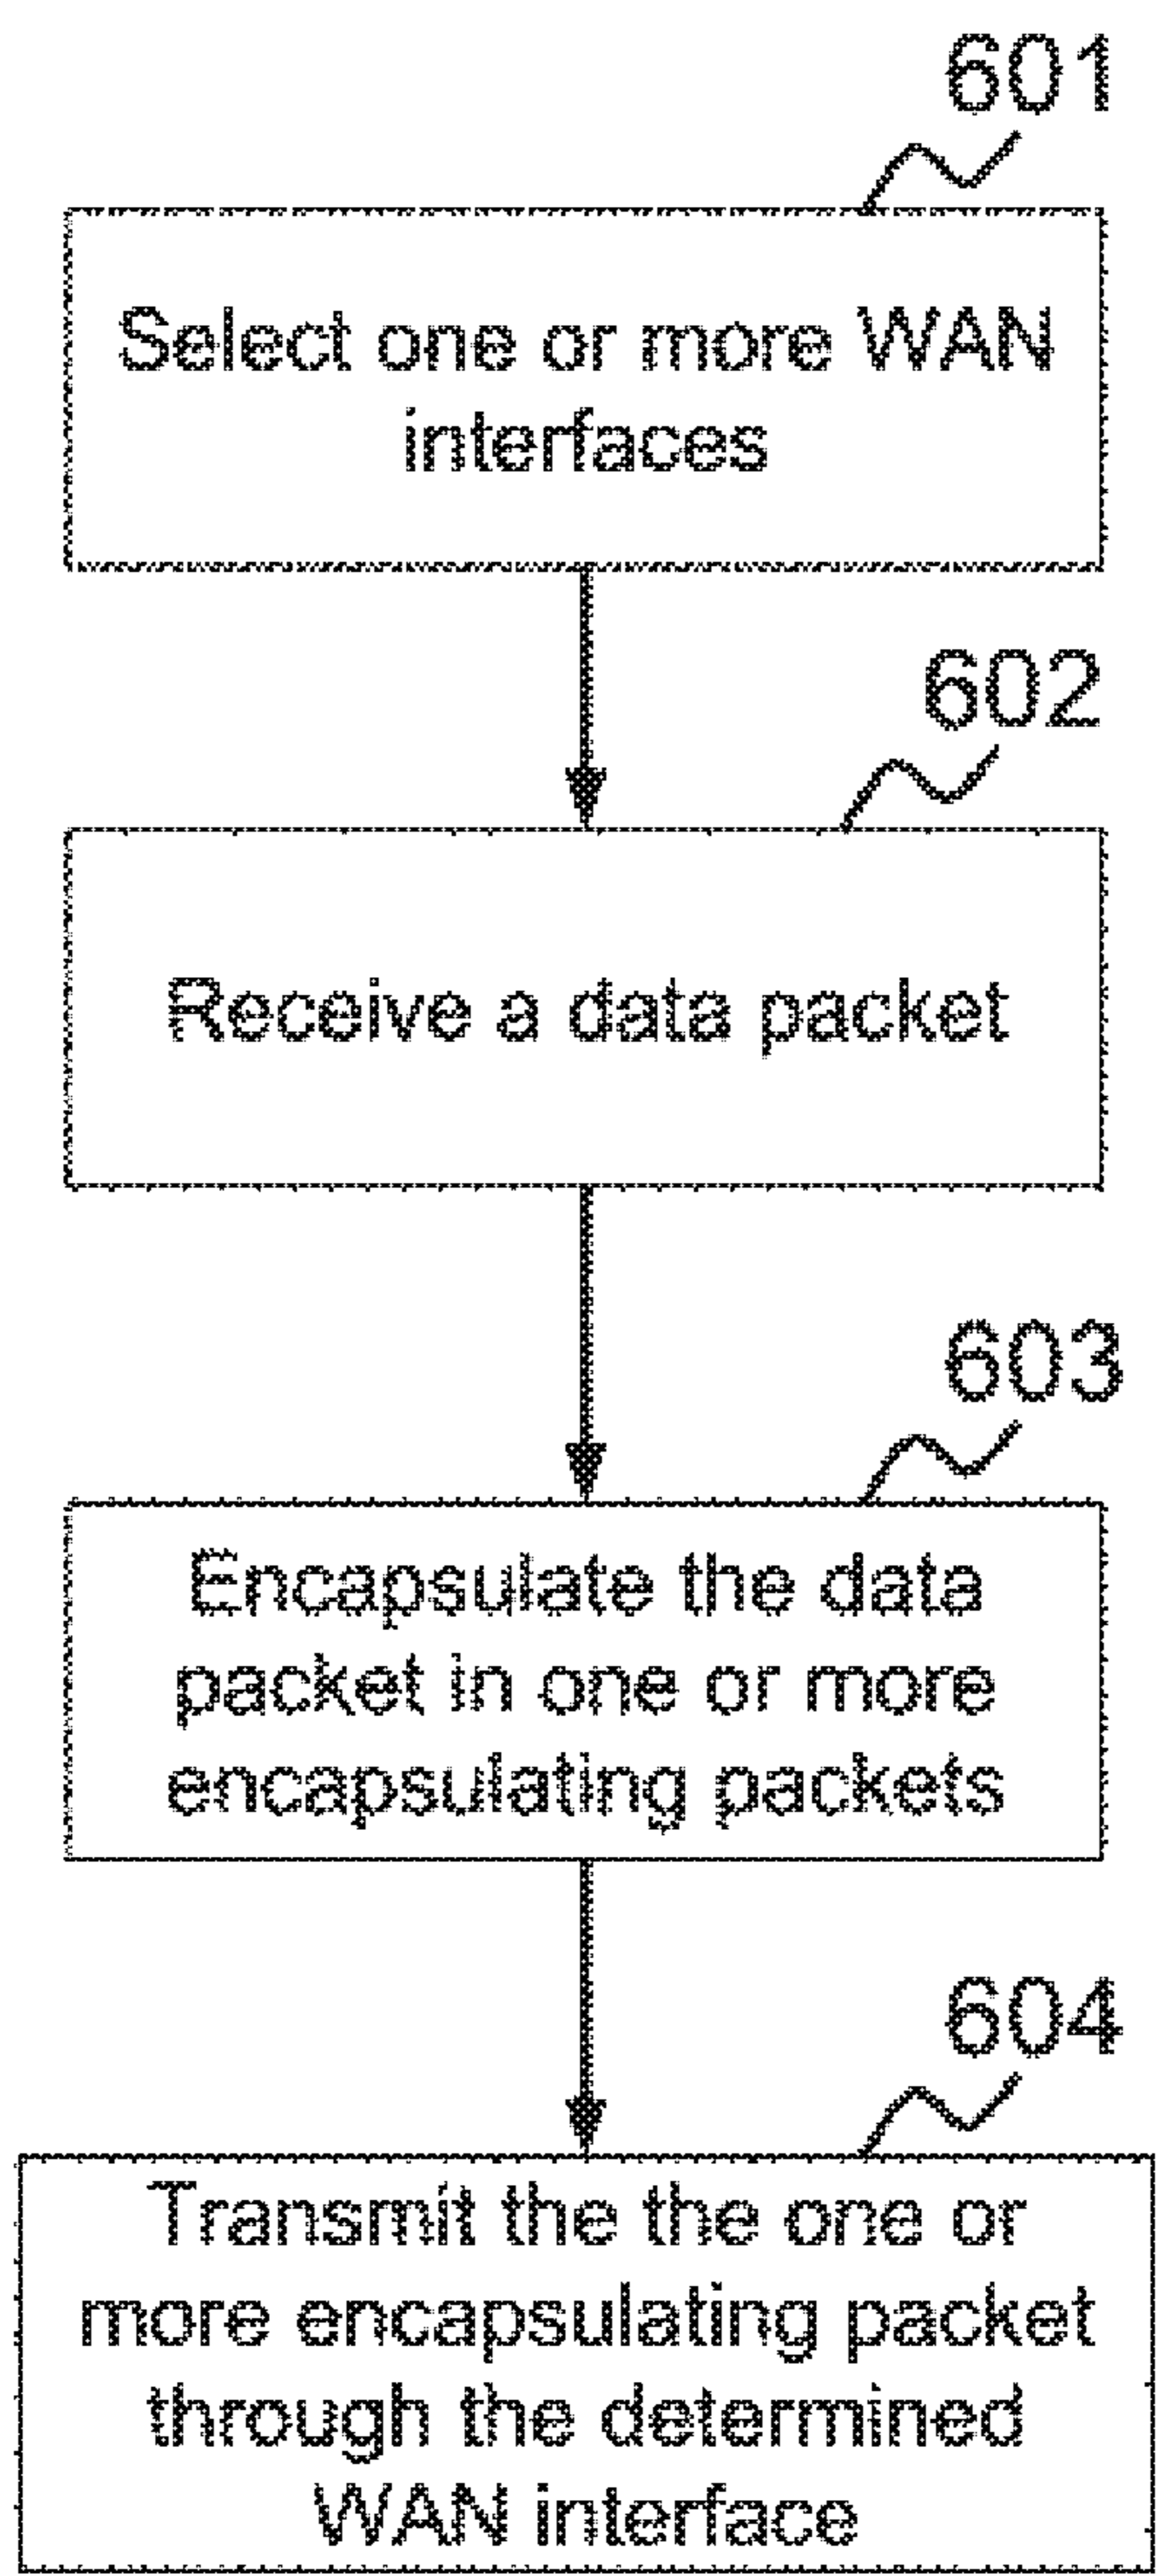 601
Select one or more WAN
interfaces
602
Receive a data packet
603
Encapsulate the data
packet in one or more
encapsulating packets
604
Transmit the the one or
more encapsulating packet
through the determined
WAN interface